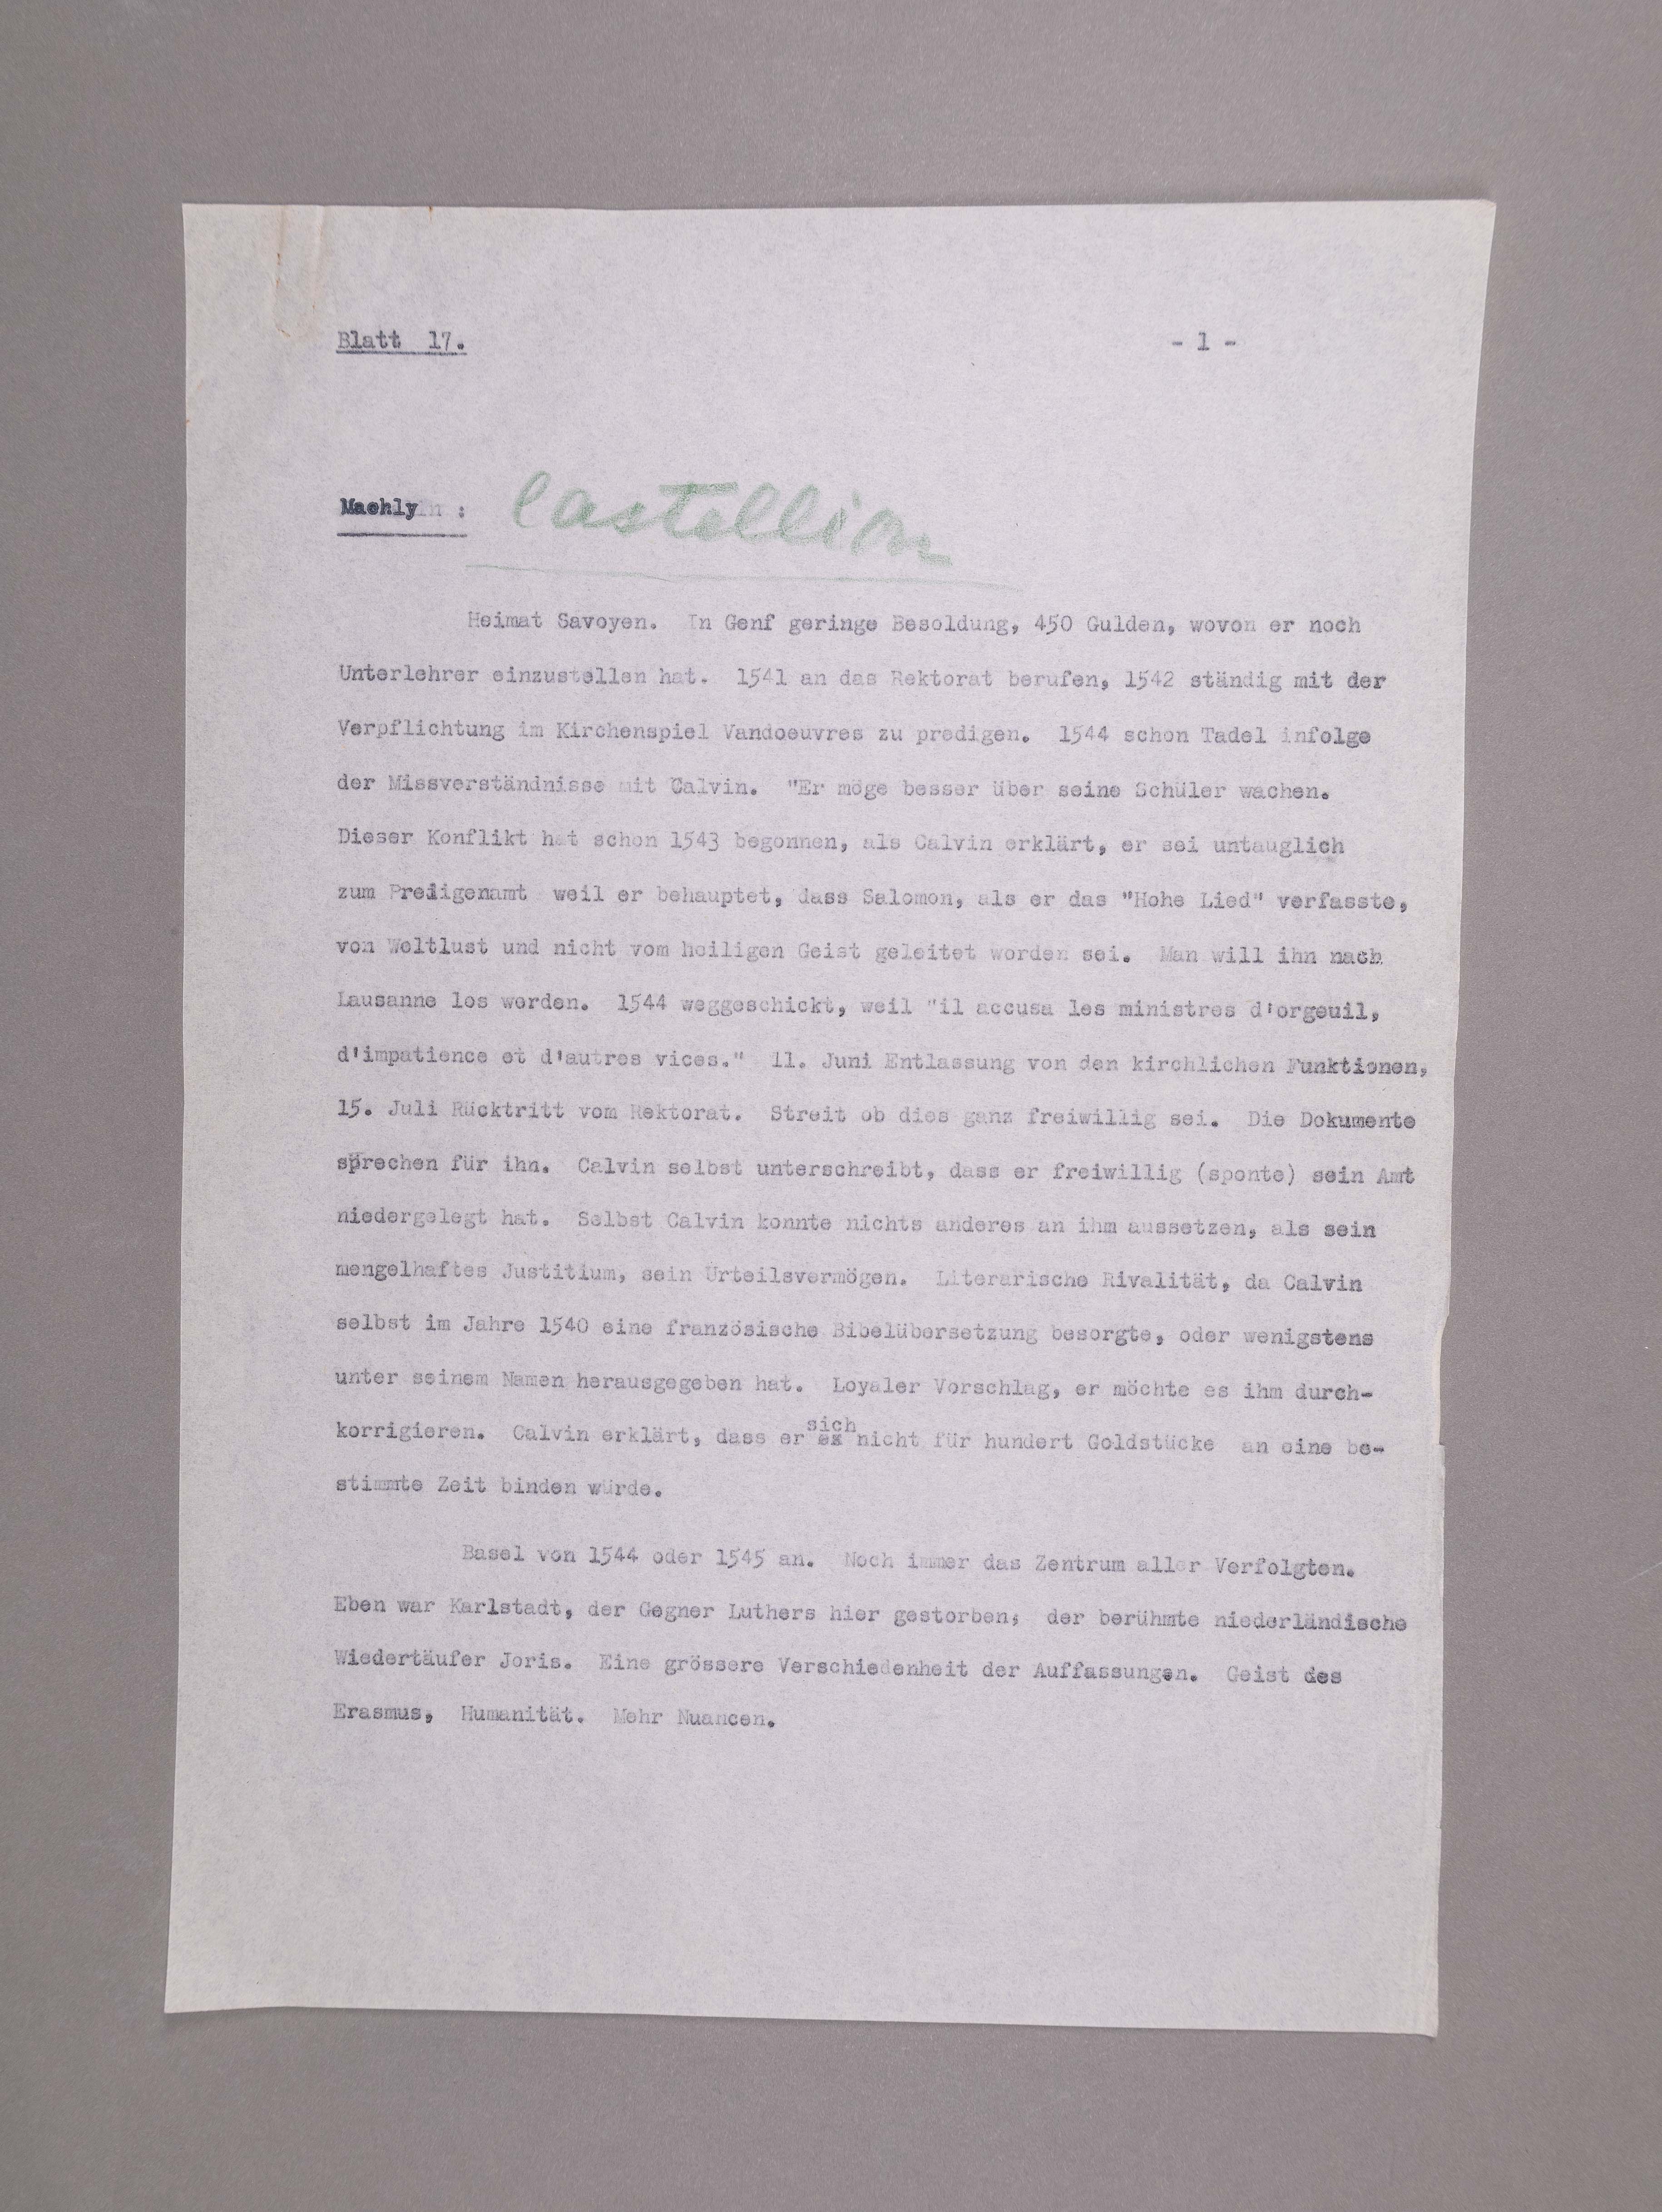 Blatt 17.
- 1 -
Maehly :
Castellion
Heimat Savoyen. In Genf geringe Besoldung, 450 Gulden, wovon er noch
Unterlehrer einzustellen hat. 1541 an das Rektorat berufen, 1542 ständig mit der
Verpflichtung im Kirchenspiel Vandoeuvres zu predigen. 1544 schon Tadel infolge
der Missverständnisse mit Calvin. "Er möge besser über seine Schüler wachen.
Dieser Konflikt hat schon 1543 begonnen, als Calvin erklärt, er sei untauglich
zum Predigenamt weil er behauptet, dass Salomon, als er das "Hohe Lied" verfasste,
von Weltlust und nicht vom heiligen Geist geleitet worden sei. Man will ihn nach
Lausanne los werden. 1544 weggeschickt, weil "il accusa les ministres d'orgeuil,
d'impatience et d'autres vices." 11. Juni Entlassung von den kirchlichen Funktionen,
15. Juli Rücktritt vom Rektorat. Streit ob dies ganz freiwillig sei. Die Dokumente
sprechen für ihn. Calvin selbst unterschreibt, dass er freiwillig (sponte) sein Amt
niedergelegt hat. Selbst Calvin konnte nichts anderes an ihm aussetzen, als sein
mengelhaftes Justitium, sein Urteilsvermögen. Literarische Rivalität, da Calvin
selbst im Jahre 1540 eine französische Bibelübersetzung besorgte, oder wenigstens
unter seinem Namen herausgegeben hat. Loyaler Vorschlag, er möchte es ihm durch-
korrigieren. Calvin erklärt, dass er sich nicht für hundert Goldstücke an eine be-
stimmte Zeit binden würde.
Basel von 1544 oder 1545 an. Noch immer das Zentrum aller Verfolgten.
Eben war Karlstadt, der Gegner Luthers hier gestorben; der berühmte niederländische
Wiedertäufer Joris. Eine grössere Verschiedenheit der Auffassungen. Geist des
Erasmus, Humanität. Mehr Nuancen.